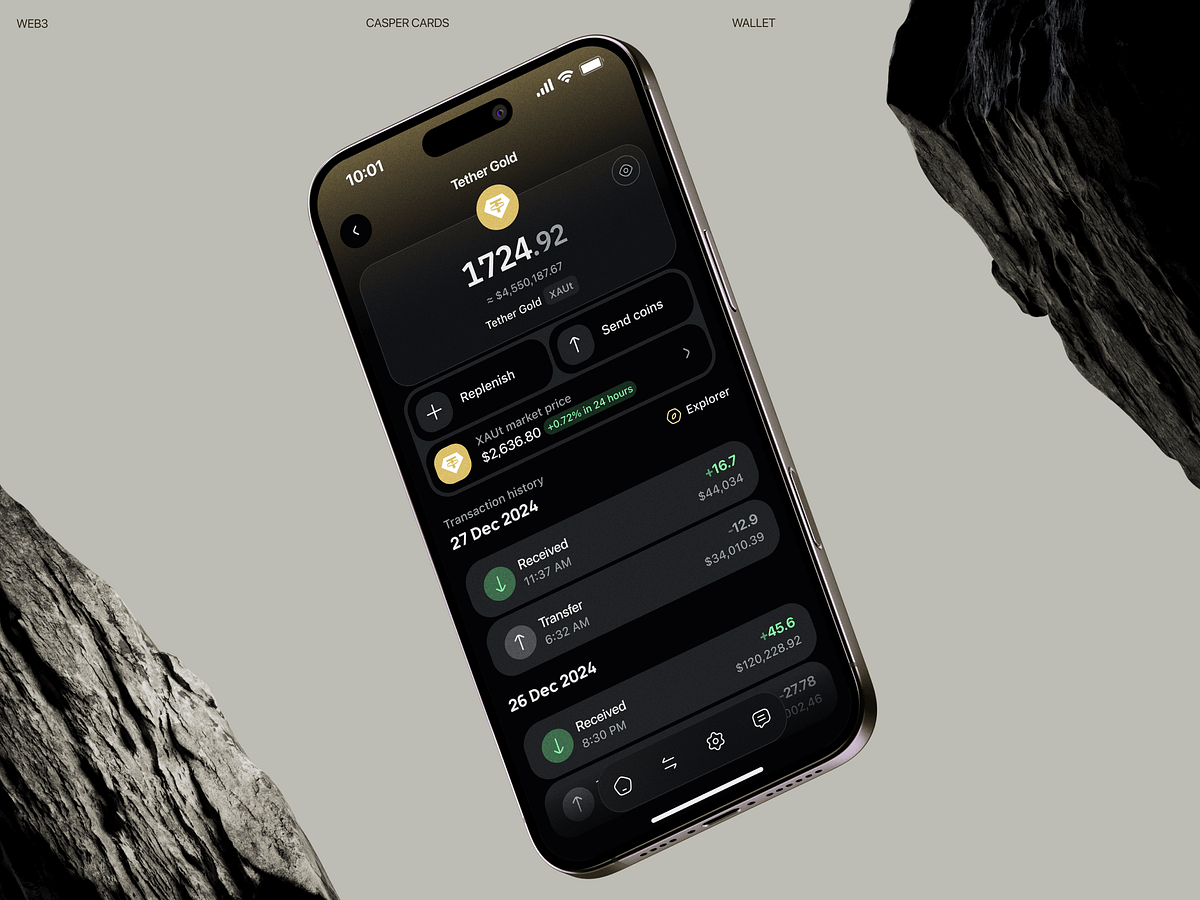 WEB3
CASPER CARDS
WALLET
10:01
Tether Gold
1724.92
≈ $4,550,187.67
Tether Gold XAUt
Replenish
Send coins
XAUt market price
$2,636.80 +0.72% in 24 hours
Explorer
Transaction history
27 Dec 2024
Received
11:37 AM
+16.7
$44,034
Transfer
6:32 AM
-12.9
$34,010.39
26 Dec 2024
Received
8:30 PM
+45.6
$120,228.92
-27.78
002,46